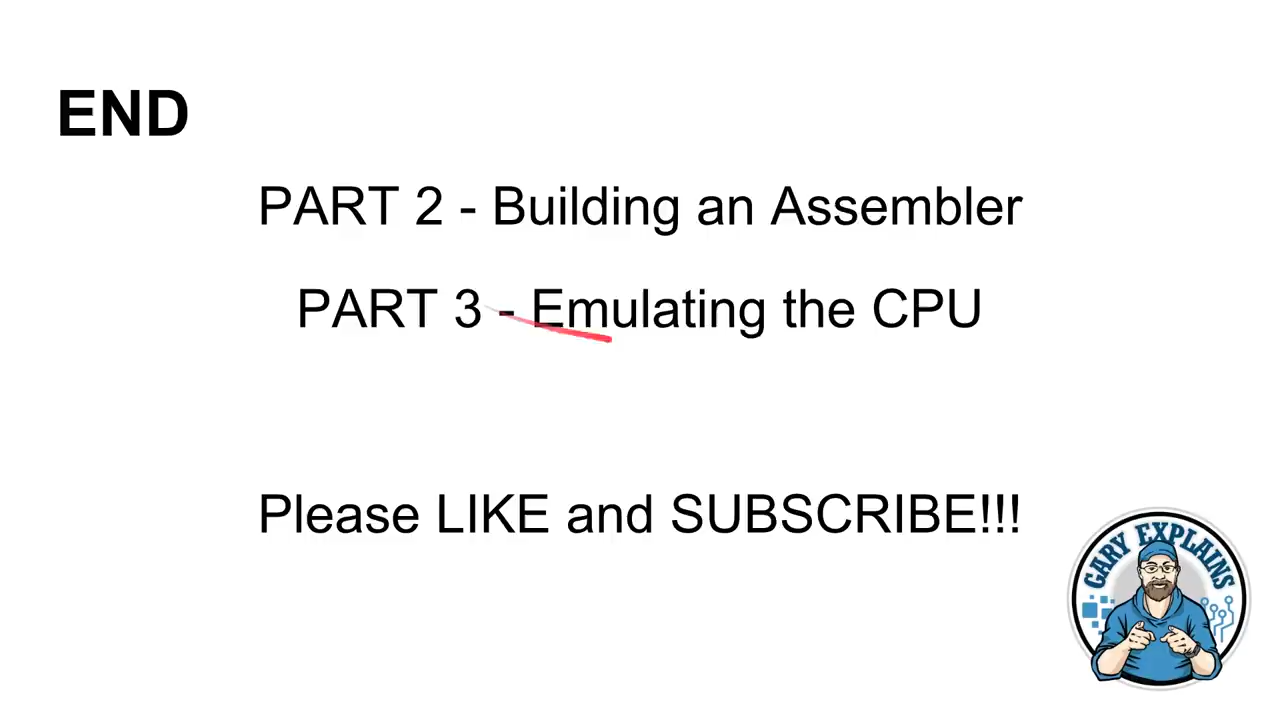 END
PART 2 - Building an Assembler
PART 3 - Emulating the CPU
Please LIKE and SUBSCRIBE!!!
GARY EXPLAINS